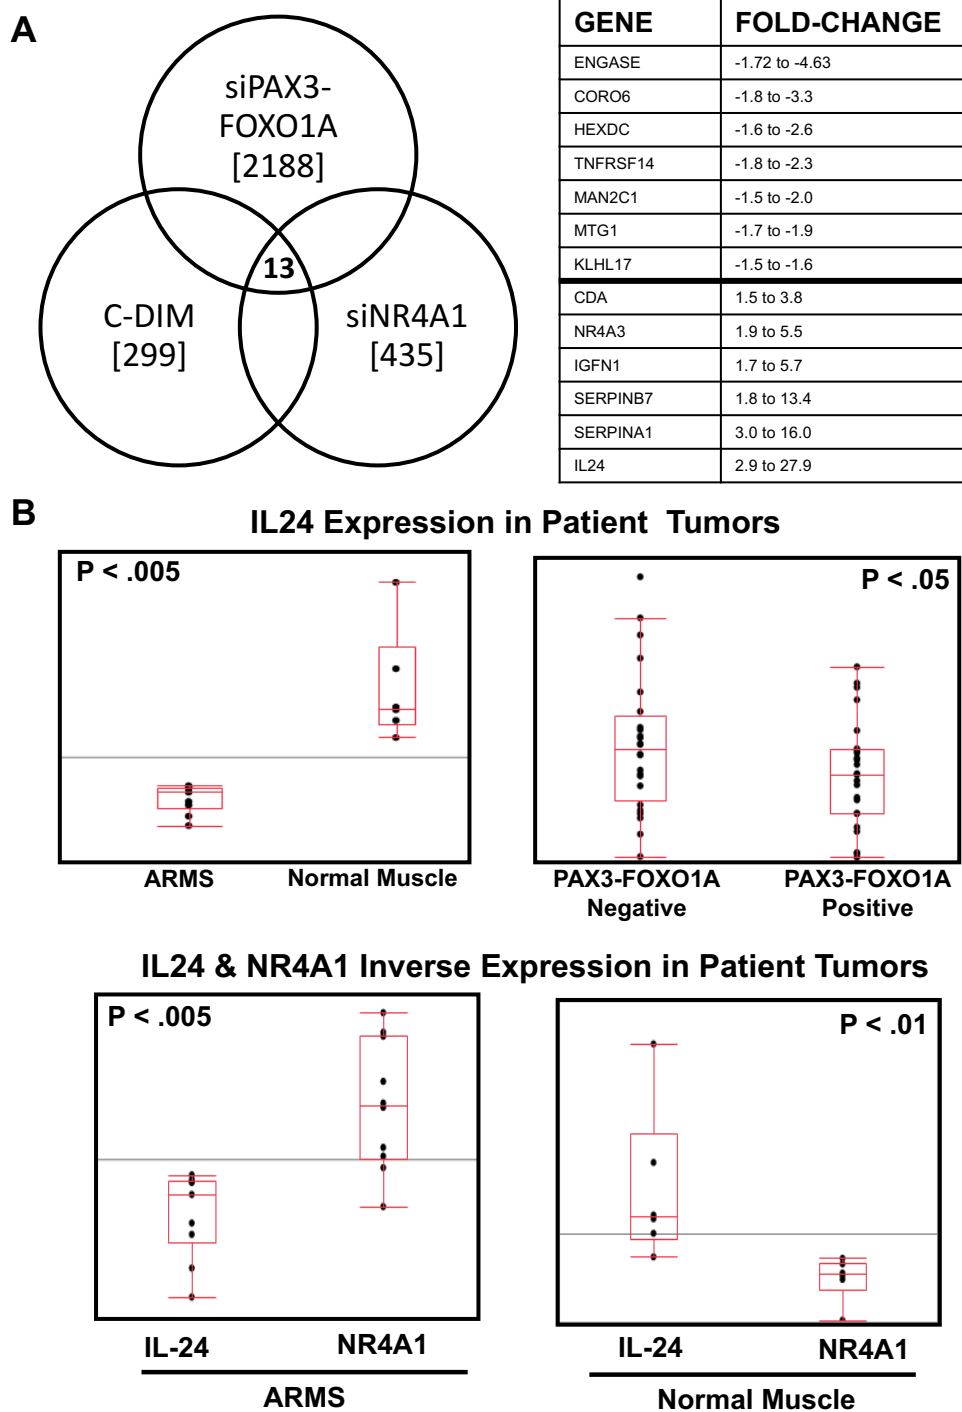 A
siPAX3-
FOXO1A
[2188]
13
C-DIM
[299]
siNR4A1
[435]
GENE FOLD-CHANGE
ENGASE -1.72 to -4.63
CORO6 -1.8 to -3.3
HEXDC -1.6 to -2.6
TNFRSF14 -1.8 to -2.3
MAN2C1 -1.5 to -2.0
MTG1 -1.7 to -1.9
KLHL17 -1.5 to -1.6
CDA 1.5 to 3.8
NR4A3 1.9 to 5.5
IGFN1 1.7 to 5.7
SERPINB7 1.8 to 13.4
SERPINA1 3.0 to 16.0
IL24 2.9 to 27.9
B
IL24 Expression in Patient Tumors
P < .005
ARMS Normal Muscle
P < .05
PAX3-FOXO1A
Negative
PAX3-FOXO1A
Positive
IL24 & NR4A1 Inverse Expression in Patient Tumors
P < .005
IL-24 NR4A1
ARMS
P < .01
IL-24 NR4A1
Normal Muscle